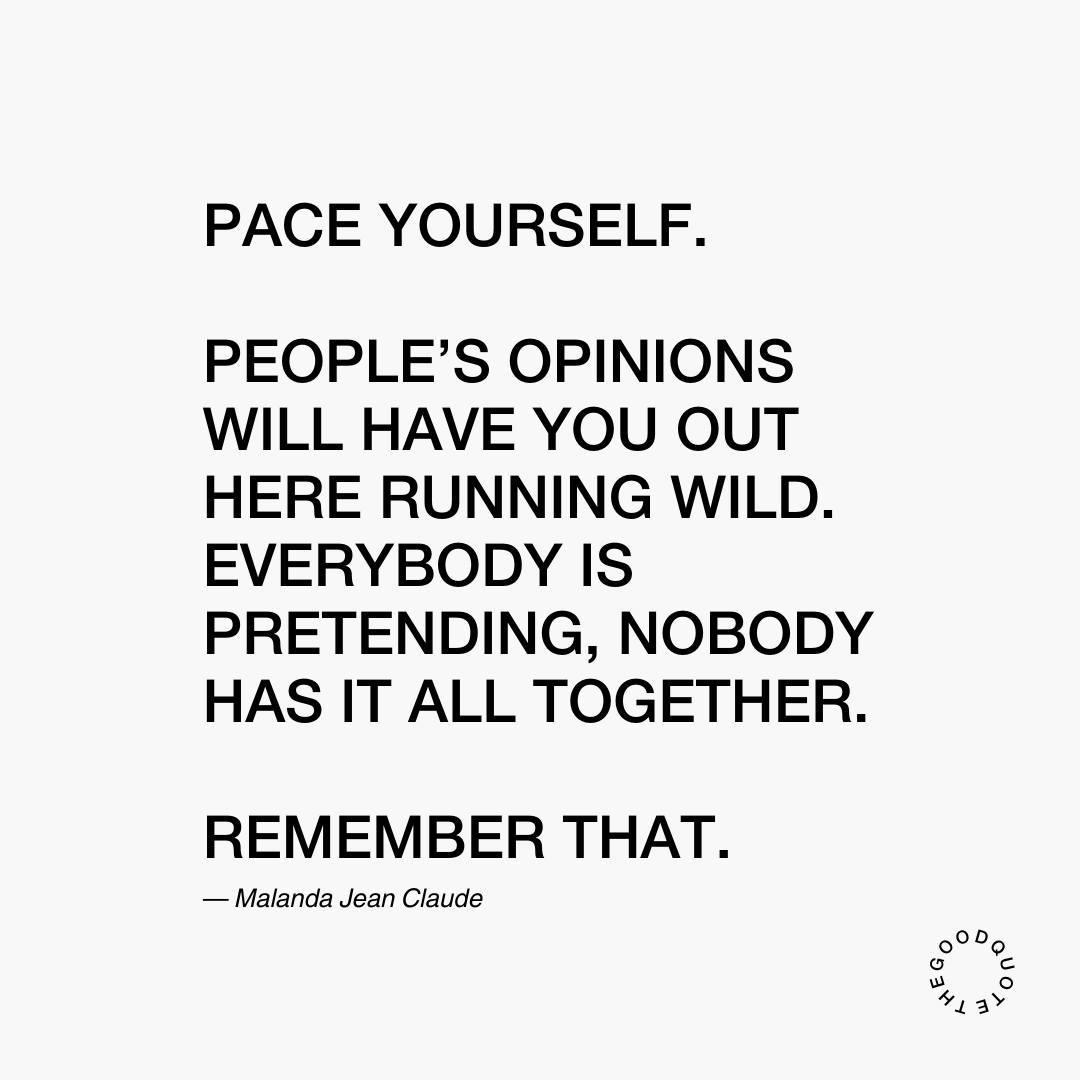 PACE YOURSELF.
PEOPLE’S OPINIONS
WILL HAVE YOU OUT
HERE RUNNING WILD.
EVERYBODY IS
PRETENDING, NOBODY
HAS IT ALL TOGETHER.
REMEMBER THAT.
— Malanda Jean Claude
THEGOODQUOTE